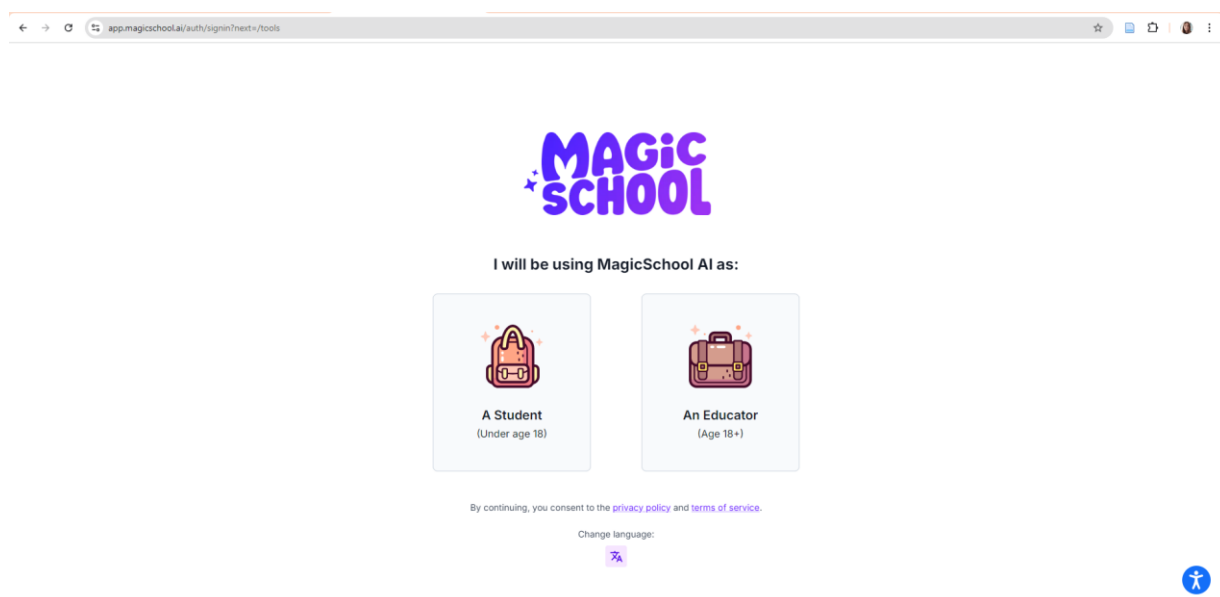 app.magicschool.ai/auth/signin?next=/tools
MAGiC
SCHOOL
I will be using MagicSchool AI as:
A Student
(Under age 18)
An Educator
(Age 18+)
By continuing, you consent to the privacy policy and terms of service.
Change language: